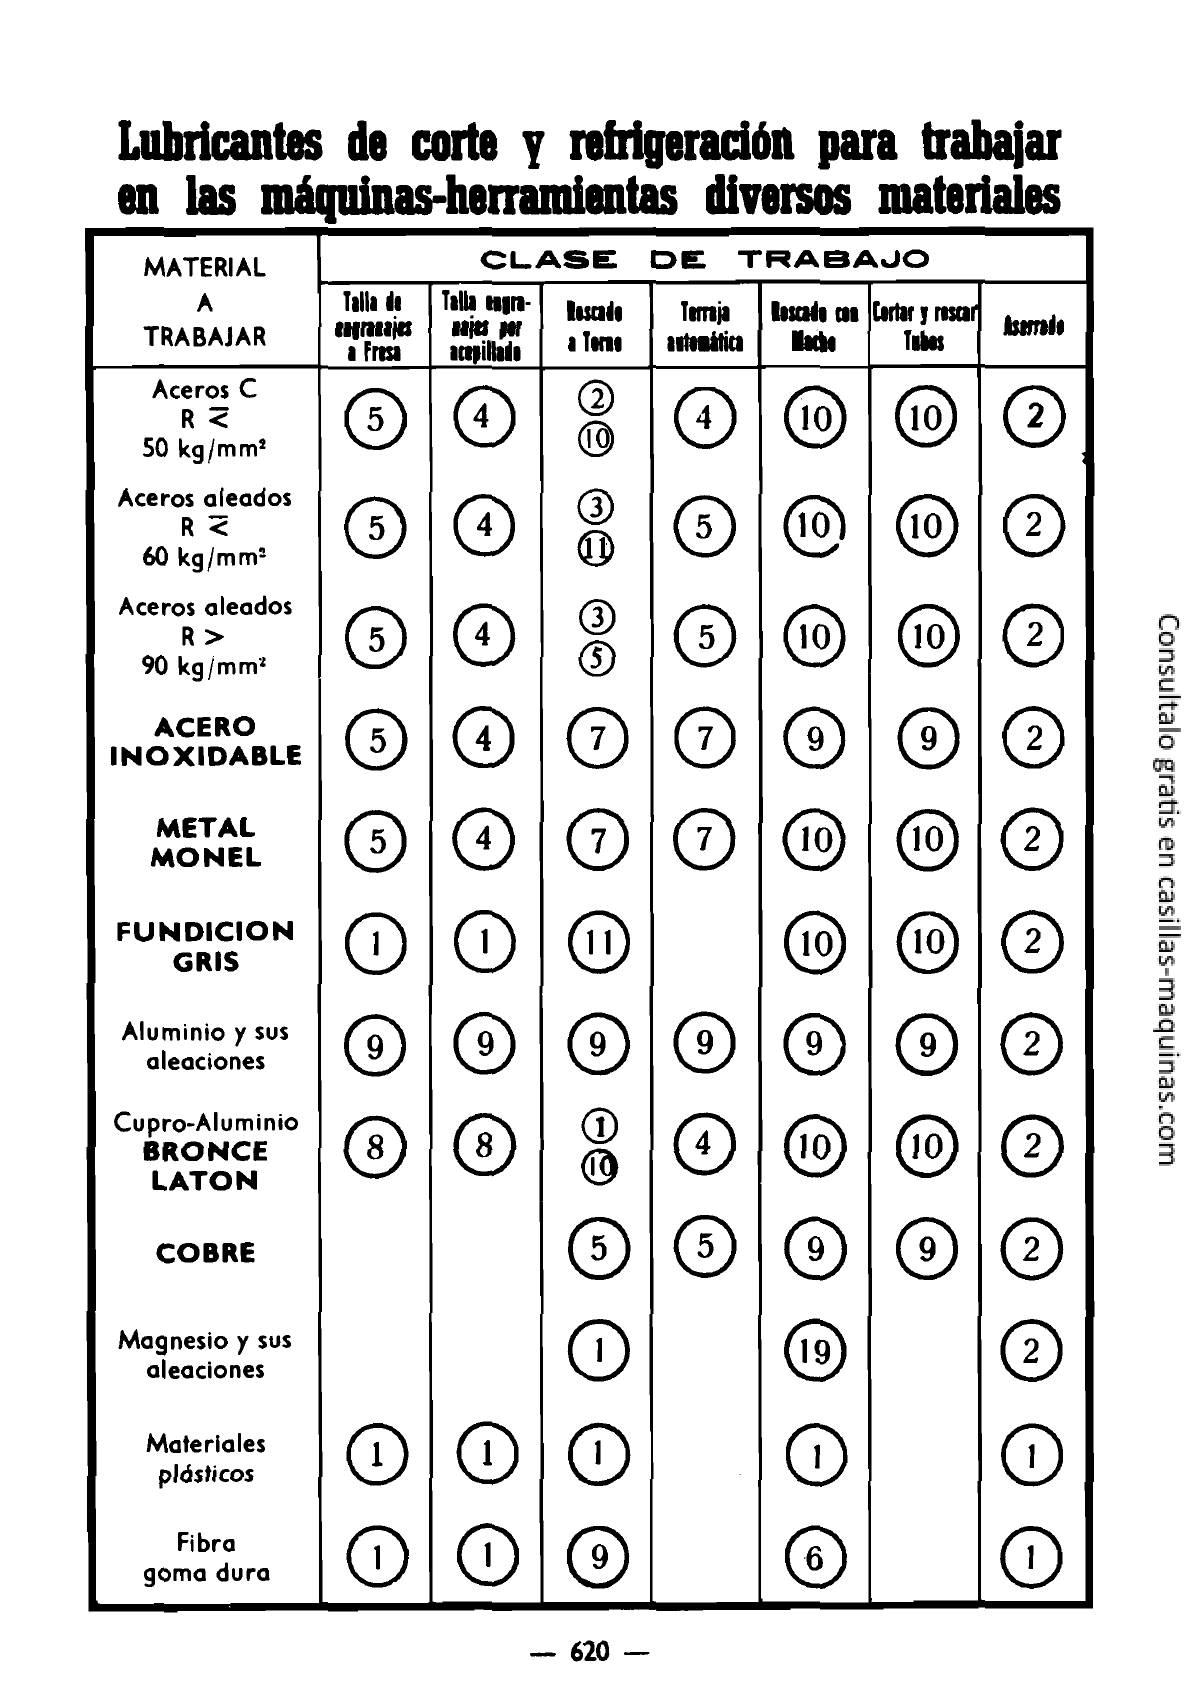 Lubricantes de corte y refrigeración para trabajar
en las máquinas-herramientas diversos materiales
MATERIAL
A
TRABAJAR
CLASE DE TRABAJO
Talla de
engranajes
a Fresa
Talla engra-
najes por
acepillado
Roscado
a Torno
Terraja
automática
Roscado con
Macho
Cortar y roscar
Tubos
Aserrado
Aceros C
R ⋜
50 kg/mm²
5 4 2 10 4 10 10 2
Aceros aleados
R ⋜
60 kg/mm²
5 4 3 11 5 10 10 2
Aceros aleados
R >
90 kg/mm²
5 4 3 5 5 10 10 2
ACERO
INOXIDABLE
5 4 7 7 9 9 2
METAL
MONEL
5 4 7 7 10 10 2
FUNDICION
GRIS
1 1 11 10 10 2
Aluminio y sus
aleaciones
9 9 9 9 9 9 2
Cupro-Aluminio
BRONCE
LATON
8 8 1 10 4 10 10 2
COBRE
5 5 9 9 2
Magnesio y sus
aleaciones
1 19 2
Materiales
plásticos
1 1 1 1 1
Fibra
goma dura
1 1 9 6 1
— 620 —
Consultalo gratis en casillas-maquinas.com